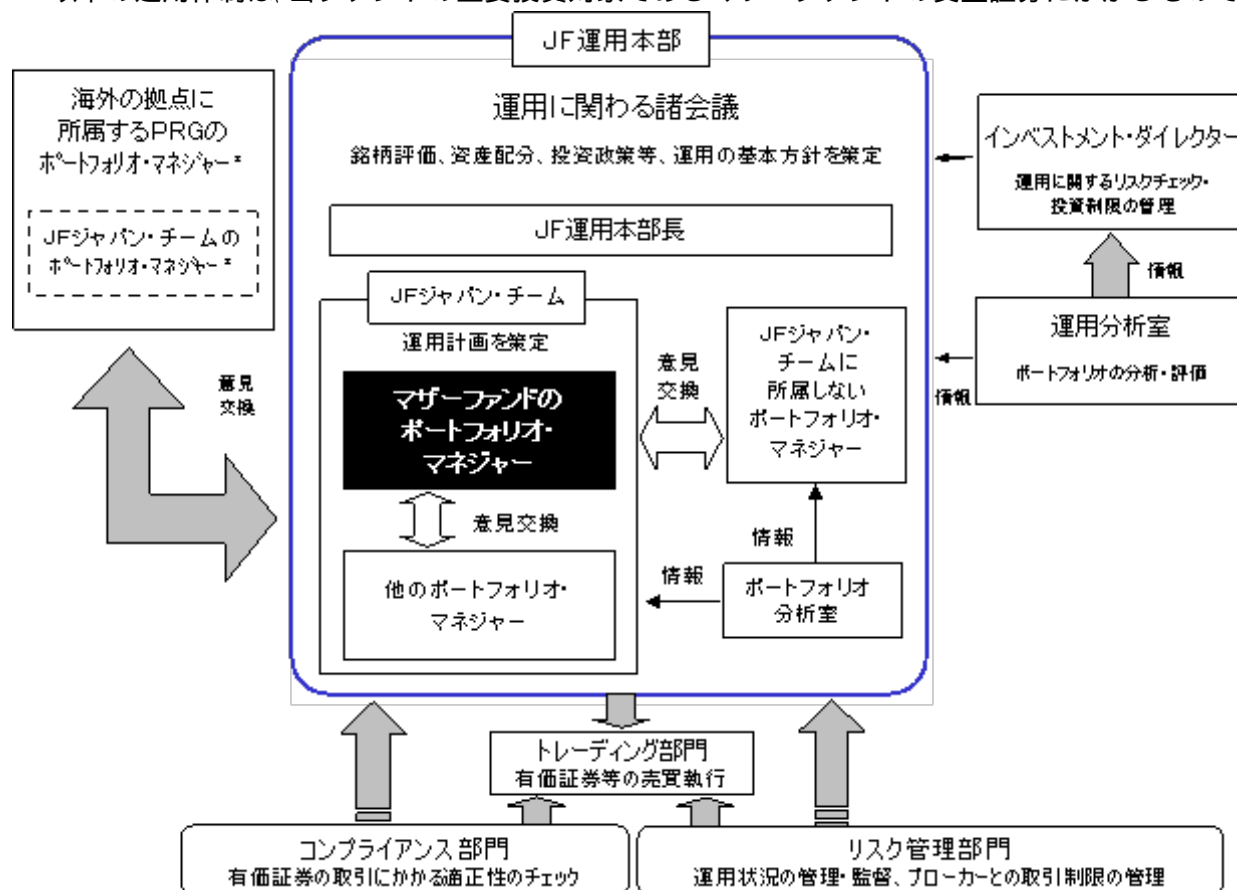 JF運用本部
海外の拠点に
所属するPRGの
ポートフォリオ・マネジャー*
JFジャパン・チームの
ポートフォリオ・マネジャー*
意見
交換
運用に関わる諸会議
銘柄評価、資産配分、投資政策等、運用の基本方針を策定
JF運用本部長
JFジャパン・チーム
運用計画を策定
マザーファンドの
ポートフォリオ・
マネジャー
意見交換
他のポートフォリオ・
マネジャー
意見
交換
JFジャパン・
チームに
所属しない
ポートフォリオ・
マネジャー
情報
情報
ポートフォリオ
分析室
インベストメント・ダイレクター
運用に関するリスクチェック・
投資制限の管理
情報
運用分析室
ポートフォリオの分析・評価
情報
トレーディング部門
有価証券等の売買執行
コンプライアンス部門
有価証券の取引にかかる適正性のチェック
リスク管理部門
運用状況の管理・監督、ブローカーとの取引制限の管理